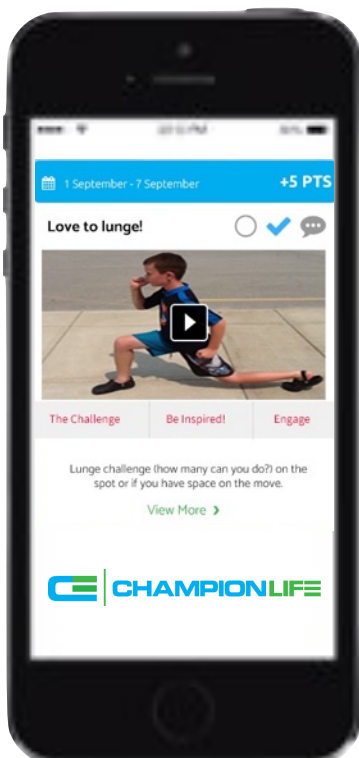 1 September - 7 September +5 PTS
Love to lunge!
The Challenge Be Inspired! Engage
Lunge challenge (how many can you do?) on the
spot or if you have space on the move.
View More
CHAMPIONLIFE